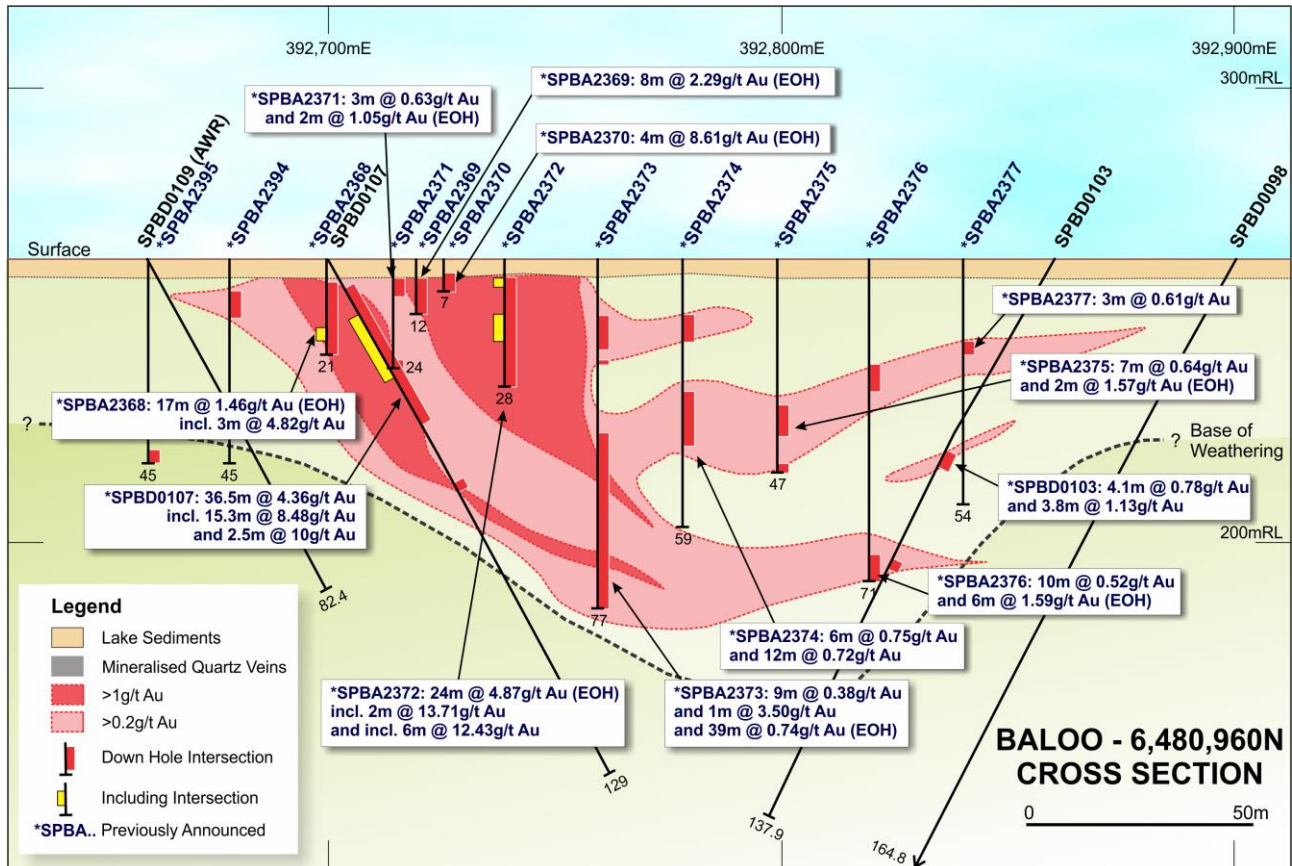 392,700mE
392,800mE
392,900mE
300mRL
*SPBA2369: 8m @ 2.29g/t Au (EOH)
*SPBA2371: 3m @ 0.63g/t Au
and 2m @ 1.05g/t Au (EOH)
*SPBA2370: 4m @ 8.61g/t Au (EOH)
SPBD0109 (AWR)
*SPBA2395
*SPBA2394
*SPBA2368
SPBD0107
*SPBA2371
*SPBA2369
*SPBA2370
*SPBA2372
*SPBA2373
*SPBA2374
*SPBA2375
*SPBA2376
*SPBA2377
SPBD0103
SPBD0098
Surface
7
12
21
24
28
*SPBA2377: 3m @ 0.61g/t Au
*SPBA2375: 7m @ 0.64g/t Au
and 2m @ 1.57g/t Au (EOH)
*SPBA2368: 17m @ 1.46g/t Au (EOH)
incl. 3m @ 4.82g/t Au
?
? Base of
Weathering
45
45
47
54
59
*SPBD0107: 36.5m @ 4.36g/t Au
incl. 15.3m @ 8.48g/t Au
and 2.5m @ 10g/t Au
*SPBD0103: 4.1m @ 0.78g/t Au
and 3.8m @ 1.13g/t Au
200mRL
71
77
82.4
*SPBA2376: 10m @ 0.52g/t Au
and 6m @ 1.59g/t Au (EOH)
*SPBA2374: 6m @ 0.75g/t Au
and 12m @ 0.72g/t Au
*SPBA2372: 24m @ 4.87g/t Au (EOH)
incl. 2m @ 13.71g/t Au
and incl. 6m @ 12.43g/t Au
*SPBA2373: 9m @ 0.38g/t Au
and 1m @ 3.50g/t Au
and 39m @ 0.74g/t Au (EOH)
129
137.9
164.8
Legend
Lake Sediments
Mineralised Quartz Veins
>1g/t Au
>0.2g/t Au
Down Hole Intersection
Including Intersection
*SPBA.. Previously Announced
BALOO - 6,480,960N
CROSS SECTION
0 50m